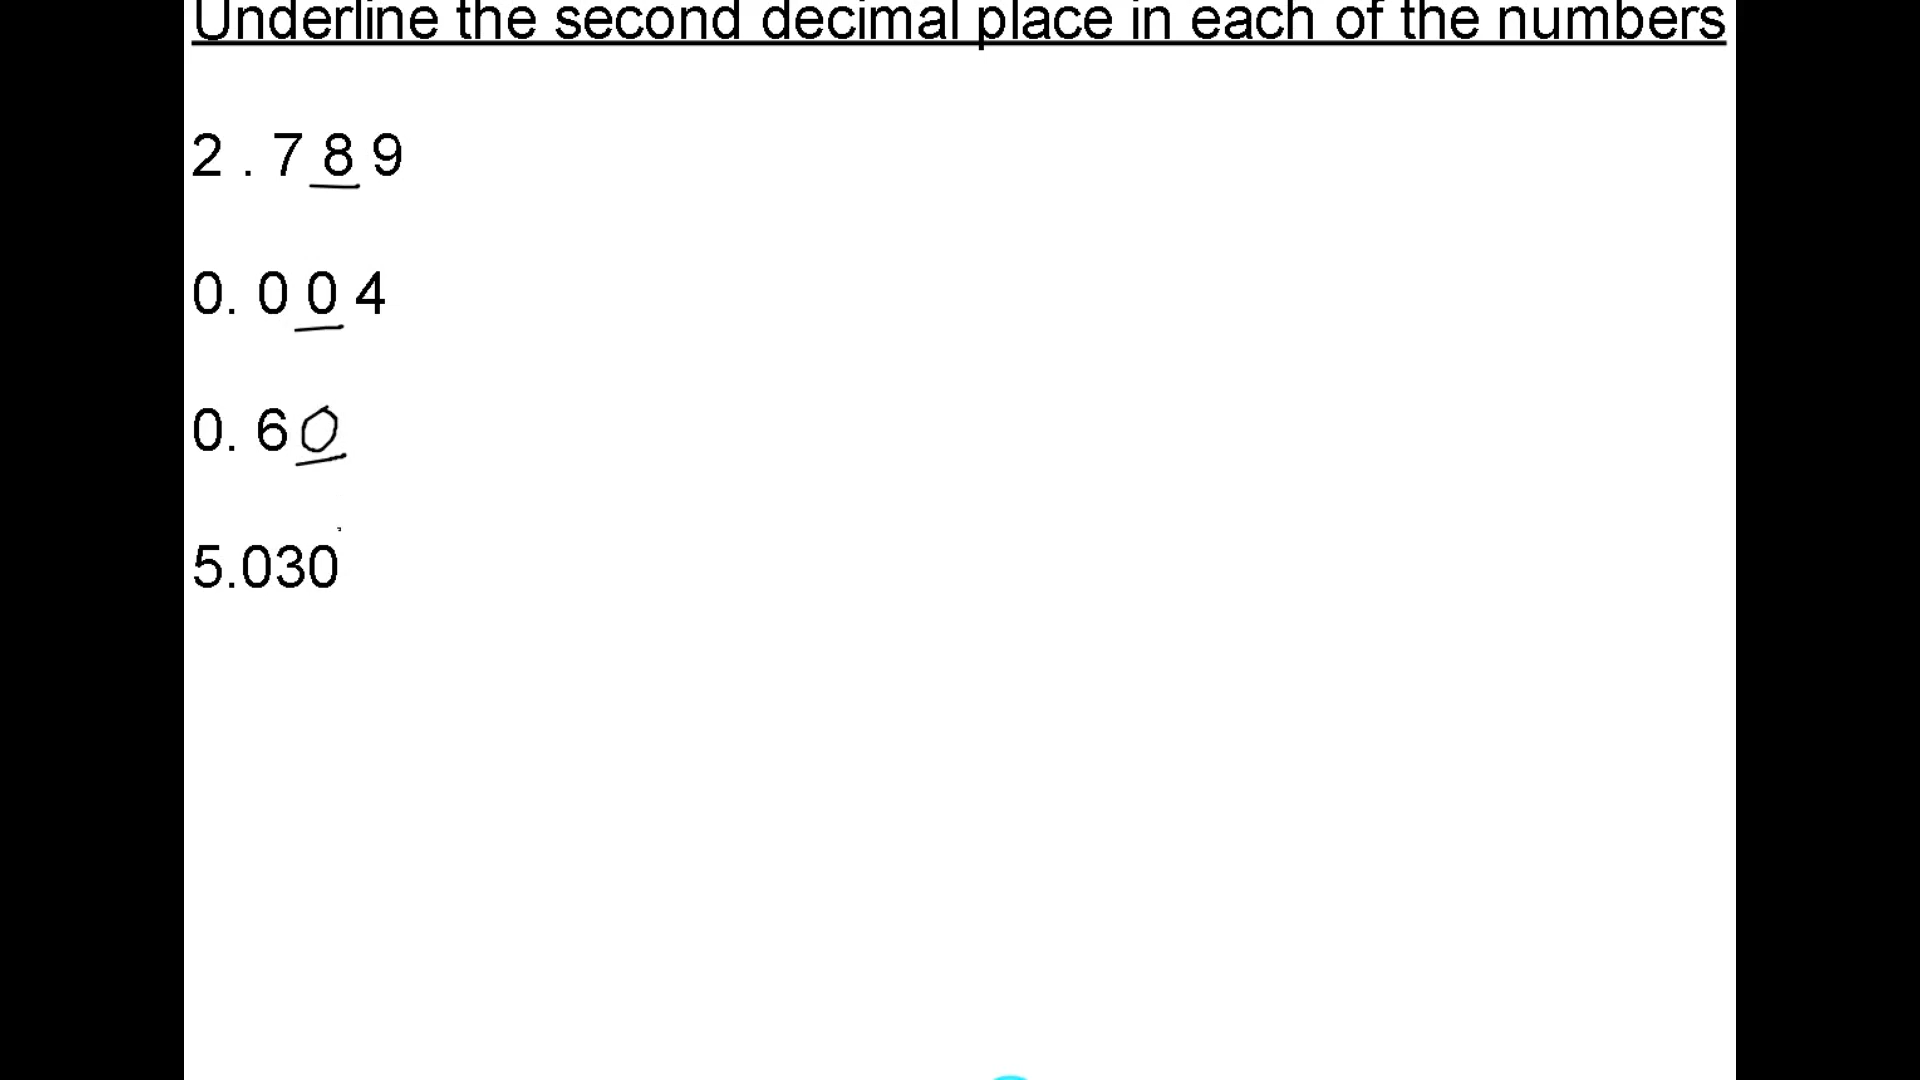 Underline the second decimal place in each of the numbers
2 . 7 8 9
0. 0 0 4
0. 6 0
5.030